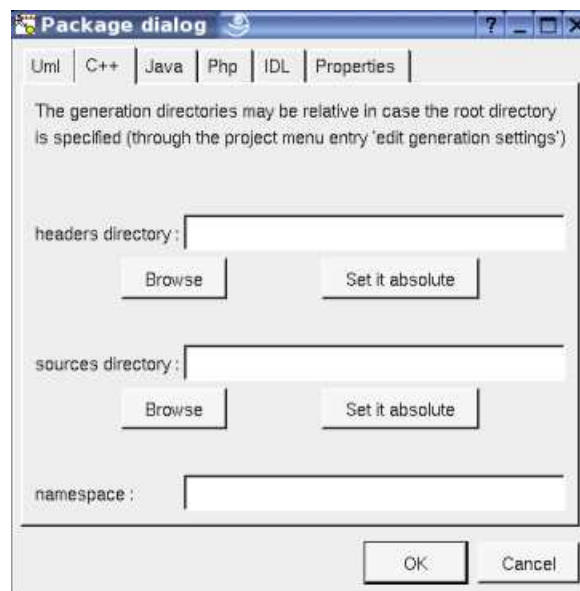 Package dialog
Uml C++ Java Php IDL Properties
The generation directories may be relative in case the root directory
is specified (through the project menu entry 'edit generation settings')
headers directory :
Browse Set it absolute
sources directory :
Browse Set it absolute
namespace :
OK Cancel